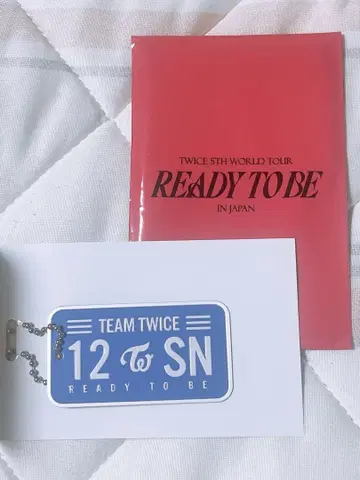 TWICE 5TH WORLD TOUR
READY TO BE
IN JAPAN
TEAM TWICE
12 SN
READY TO BE